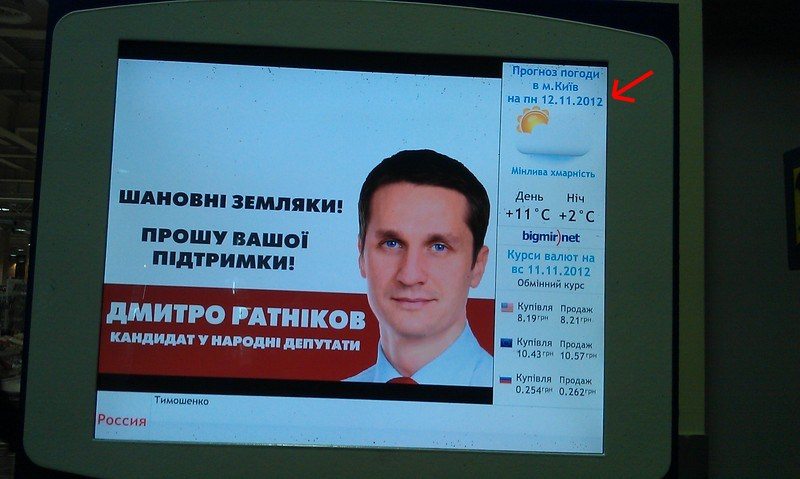 ШАНОВНІ ЗЕМЛЯКИ!
ПРОШУ ВАШОЇ
ПІДТРИМКИ!
ДМИТРО РАТНІКОВ
КАНДИДАТ У НАРОДНІ ДЕПУТАТИ
Прогноз погоди
в м.Київ
на пн 12.11.2012
Мінлива хмарність
День Ніч
+11°C +2°C
bigmir)net
Курси валют на
вс 11.11.2012
Обмінний курс
Купівля Продаж
8.19грн 8.21грн
Купівля Продаж
10.43грн 10.57грн
Купівля Продаж
0.254грн 0.262грн
Тимошенко
Россия